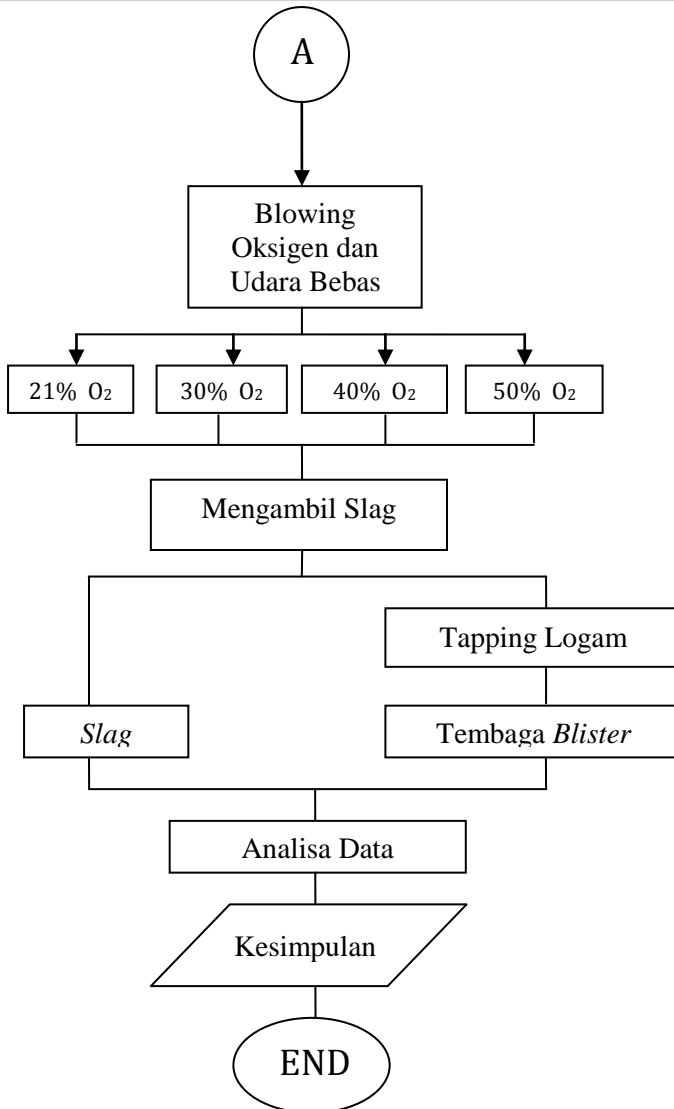 A
Blowing
Oksigen dan
Udara Bebas
21% O₂
30% O₂
40% O₂
50% O₂
Mengambil Slag
Tapping Logam
Slag
Tembaga Blister
Analisa Data
Kesimpulan
END